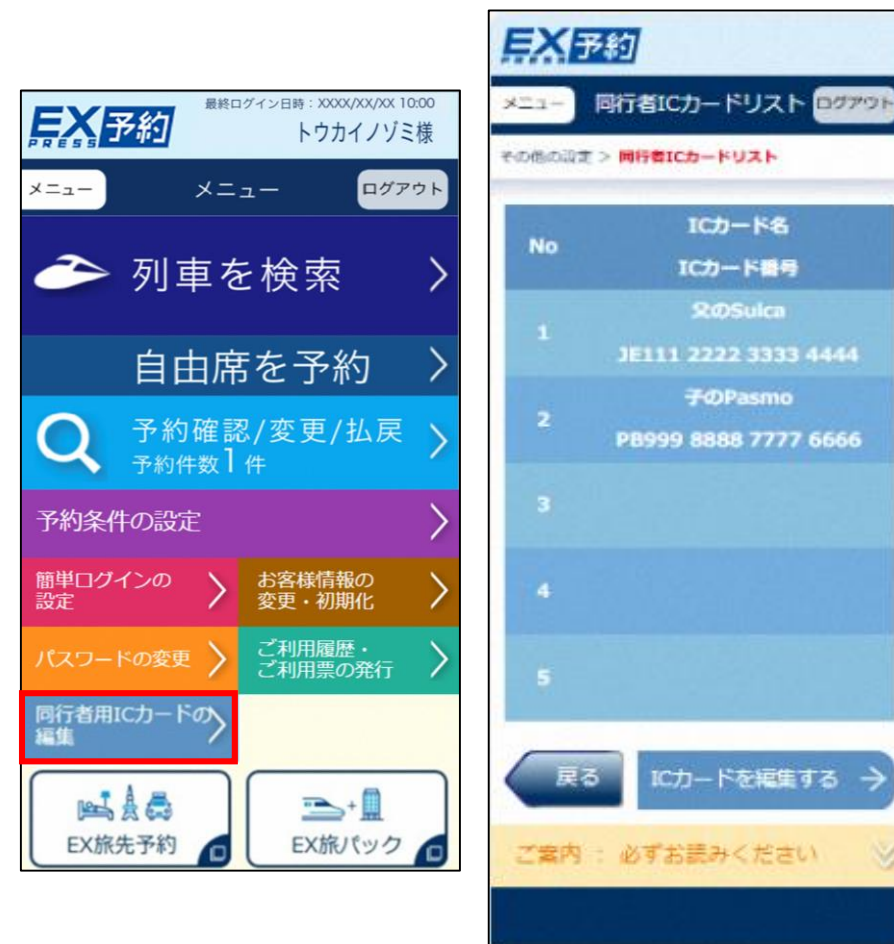 EX予約
PRESS
最終ログイン日時：XXXX/XX/XX 10:00
トウカイノゾミ様
メニュー
メニュー
ログアウト
列車を検索
自由席を予約
予約確認/変更/払戻
予約件数1件
予約条件の設定
簡単ログインの
設定
お客様情報の
変更・初期化
パスワードの変更
ご利用履歴・
ご利用票の発行
同行者用ICカードの
編集
EX旅先予約
EX旅パック
EX予約
PRESS
メニュー
同行者ICカードリスト
ログアウト
その他の設定 > 同行者ICカードリスト
No
ICカード名
ICカード番号
1
父のSuica
JE111 2222 3333 4444
2
子のPasmo
PB999 8888 7777 6666
3
4
5
戻る
ICカードを編集する
ご案内 ： 必ずお読みください